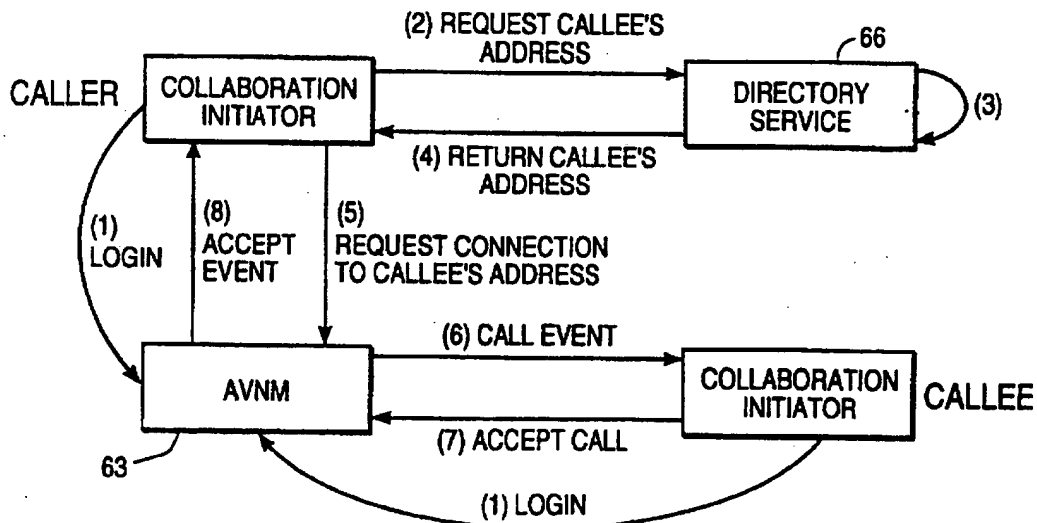 (2) REQUEST CALLEE'S
ADDRESS
66
CALLER
COLLABORATION
INITIATOR
DIRECTORY
SERVICE
(3)
(4) RETURN CALLEE'S
ADDRESS
(1)
LOGIN
(8)
ACCEPT
EVENT
(5)
REQUEST CONNECTION
TO CALLEE'S ADDRESS
(6) CALL EVENT
AVNM
COLLABORATION
INITIATOR
CALLEE
(7) ACCEPT CALL
63
(1) LOGIN